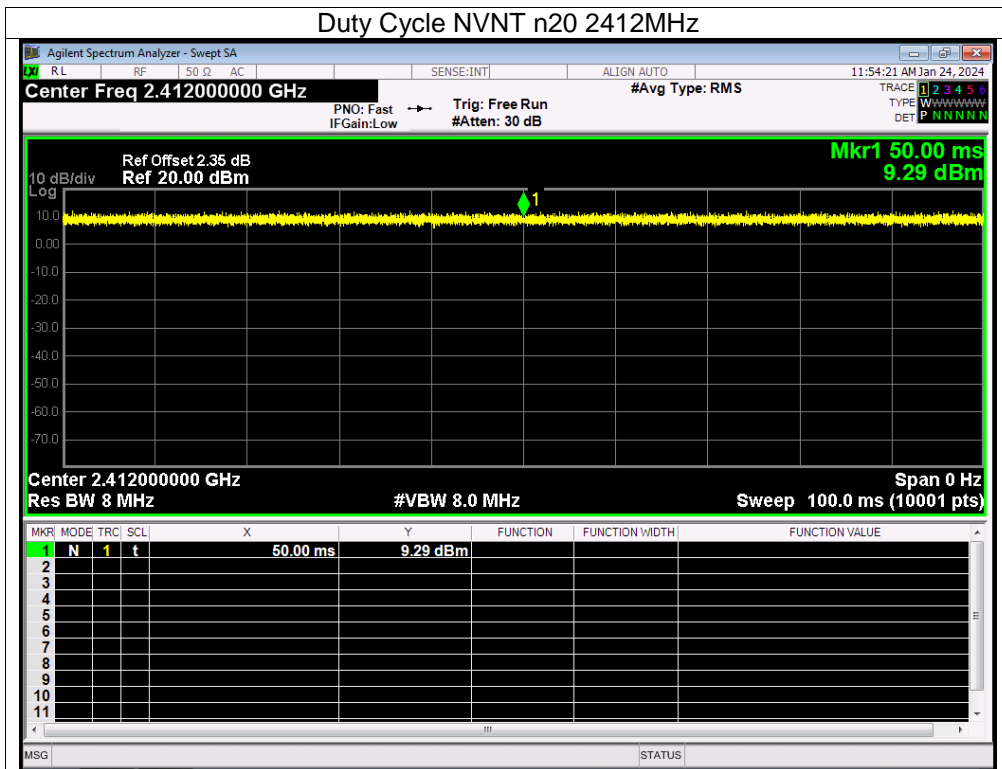 Duty Cycle NVNT n20 2412MHz
Agilent Spectrum Analyzer - Swept SA
LXI RL RF 50 Ω AC SENSE:INT ALIGN AUTO 11:54:21 AM Jan 24, 2024
Center Freq 2.412000000 GHz #Avg Type: RMS TRACE 1 2 3 4 5 6
PNO: Fast Trig: Free Run TYPE WWWWWW
IFGain:Low #Atten: 30 dB DET P N N N N N
Mkr1 50.00 ms
9.29 dBm
Ref Offset 2.35 dB
10 dB/div Ref 20.00 dBm
Log
1
10.0
0.00
-10.0
-20.0
-30.0
-40.0
-50.0
-60.0
-70.0
Center 2.412000000 GHz Span 0 Hz
Res BW 8 MHz #VBW 8.0 MHz Sweep 100.0 ms (10001 pts)
MKR MODE TRC SCL X Y FUNCTION FUNCTION WIDTH FUNCTION VALUE
1 N 1 t 50.00 ms 9.29 dBm
2
3
4
5
6
7
8
9
10
11
MSG STATUS